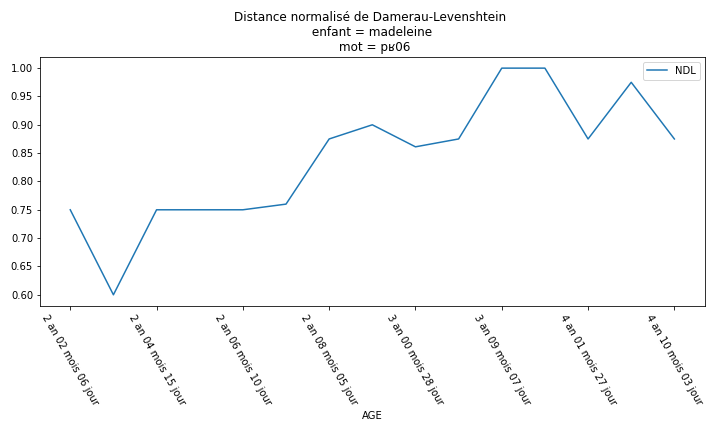 Distance normalisé de Damerau-Levenshtein
enfant = madeleine
mot = pʁ06
NDL
1.00
0.95
0.90
0.85
0.80
0.75
0.70
0.65
0.60
2 an 02 mois 06 jour
2 an 04 mois 15 jour
2 an 06 mois 10 jour
2 an 08 mois 05 jour
3 an 00 mois 28 jour
3 an 09 mois 07 jour
4 an 01 mois 27 jour
4 an 10 mois 03 jour
AGE